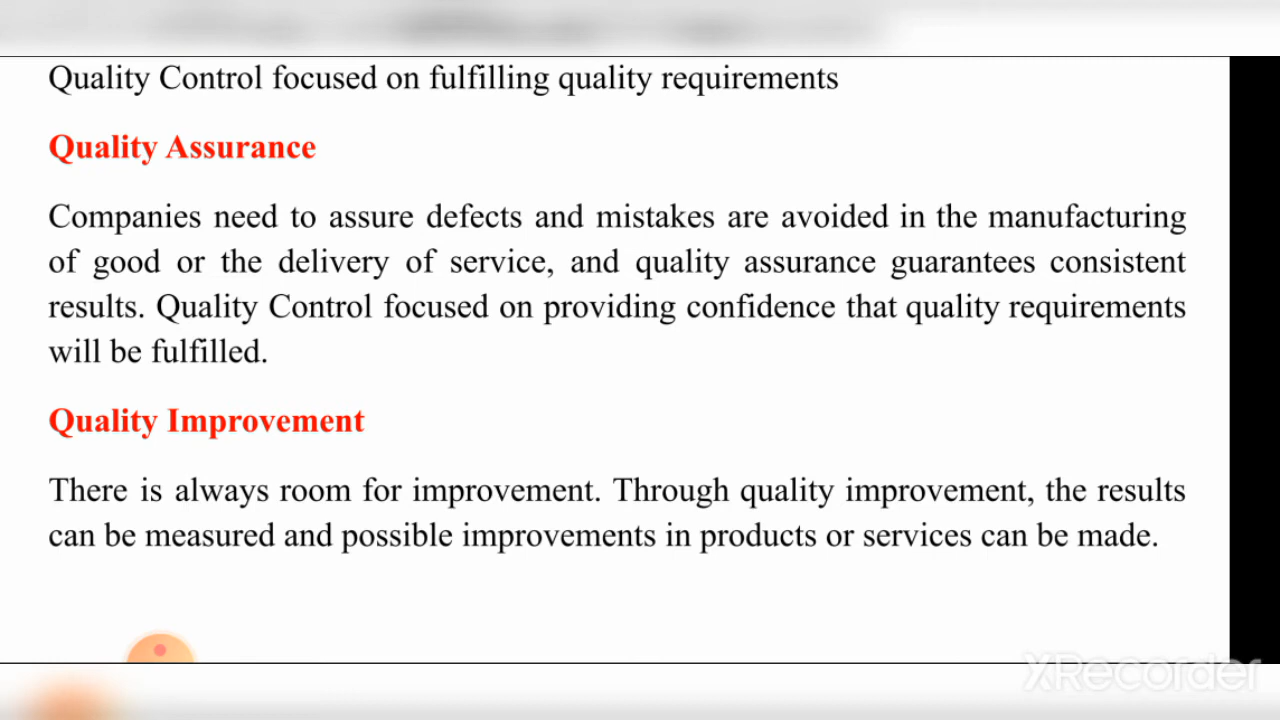 Quality Control focused on fulfilling quality requirements
Quality Assurance
Companies need to assure defects and mistakes are avoided in the manufacturing
of good or the delivery of service, and quality assurance guarantees consistent
results. Quality Control focused on providing confidence that quality requirements
will be fulfilled.
Quality Improvement
There is always room for improvement. Through quality improvement, the results
can be measured and possible improvements in products or services can be made.
XRecorder